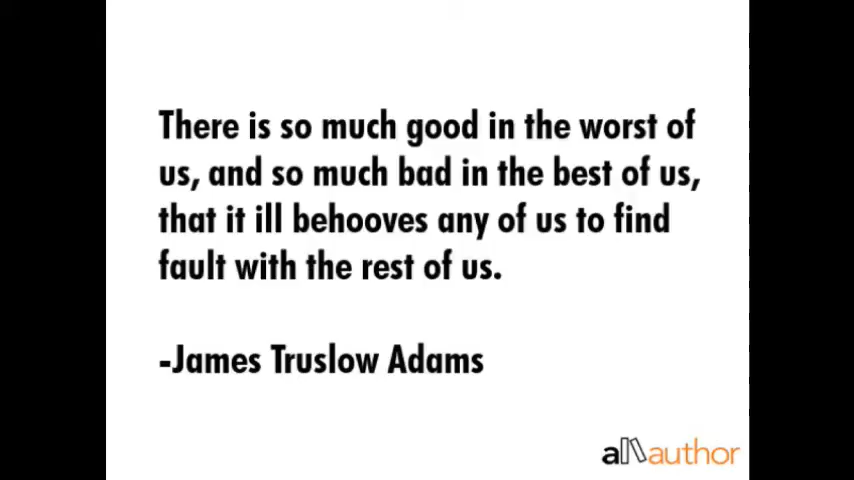 There is so much good in the worst of
us, and so much bad in the best of us,
that it ill behooves any of us to find
fault with the rest of us.
-James Truslow Adams
allauthor